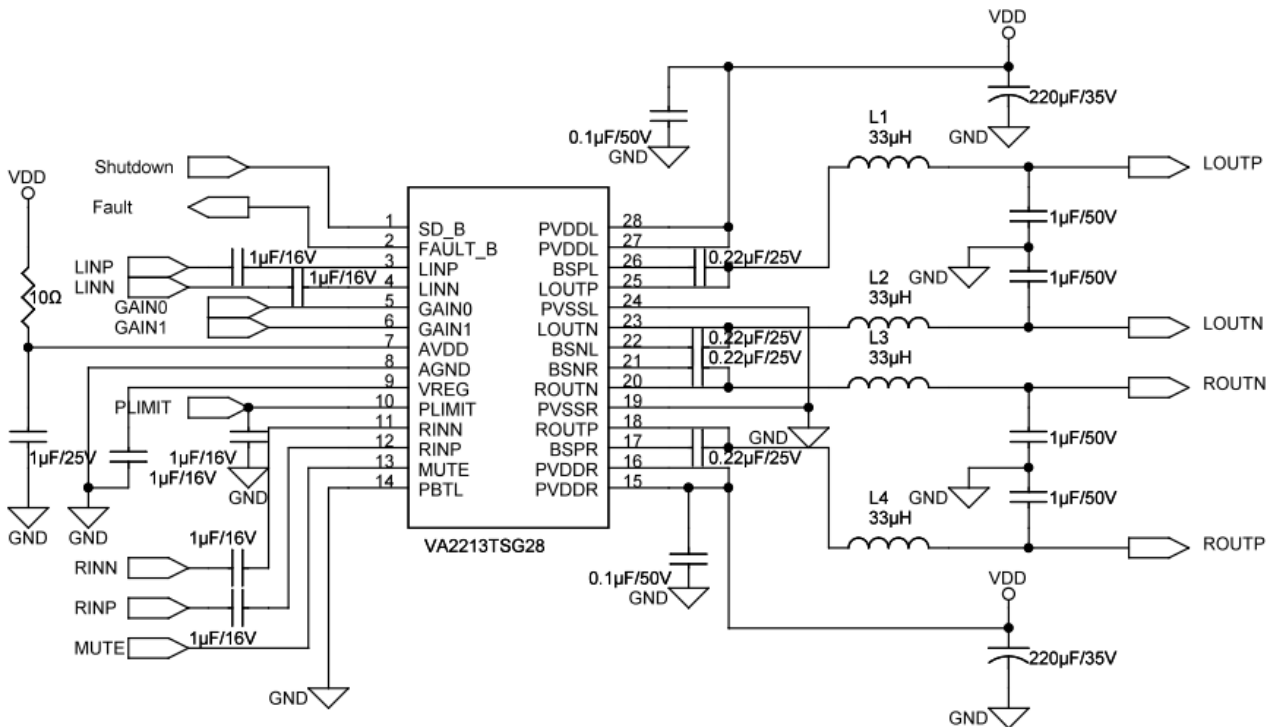 VDD
220µF/35V
GND
0.1µF/50V
GND
L1
33µH
LOUTP
Shutdown
VDD
Fault
1 SD_B PVDDL 28
2 FAULT_B PVDDL 27
3 LINP BSPL 26
4 LINN LOUTP 25
5 GAIN0 PVSSL 24
6 GAIN1 LOUTN 23
7 AVDD BSNL 22
8 AGND BSNR 21
9 VREG ROUTN 20
10 PLIMIT PVSSR 19
11 RINN ROUTP 18
12 RINP BSPR 17
13 MUTE PVDDR 16
14 PBTL PVDDR 15
VA2213TSG28
LINP
1µF/16V
LINN
1µF/16V
GAIN0
GAIN1
10Ω
PLIMIT
1µF/25V
1µF/16V
1µF/16V
GND
GND
GND
0.22µF/25V
1µF/50V
GND
1µF/50V
L2
33µH
LOUTN
0.22µF/25V
0.22µF/25V
L3
33µH
ROUTN
GND
0.22µF/25V
1µF/50V
GND
1µF/50V
L4
33µH
ROUTP
1µF/16V
RINN
RINP
1µF/16V
MUTE
GND
0.1µF/50V
GND
VDD
220µF/35V
GND